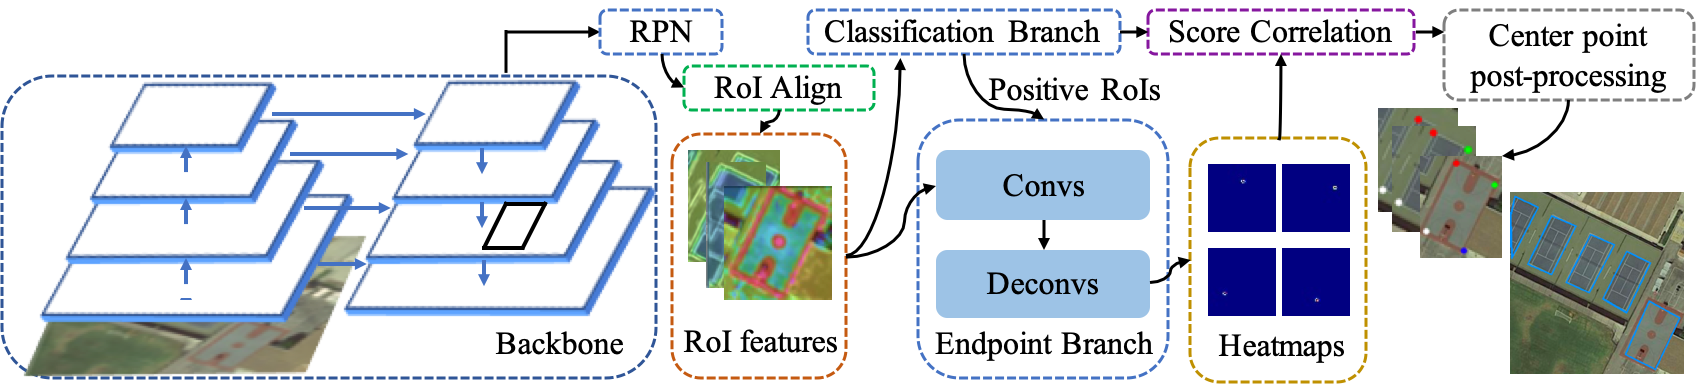 RPN
Classification Branch
Score Correlation
Center point
post-processing
RoI Align
Positive RoIs
Convs
Deconvs
Backbone
RoI features
Endpoint Branch
Heatmaps